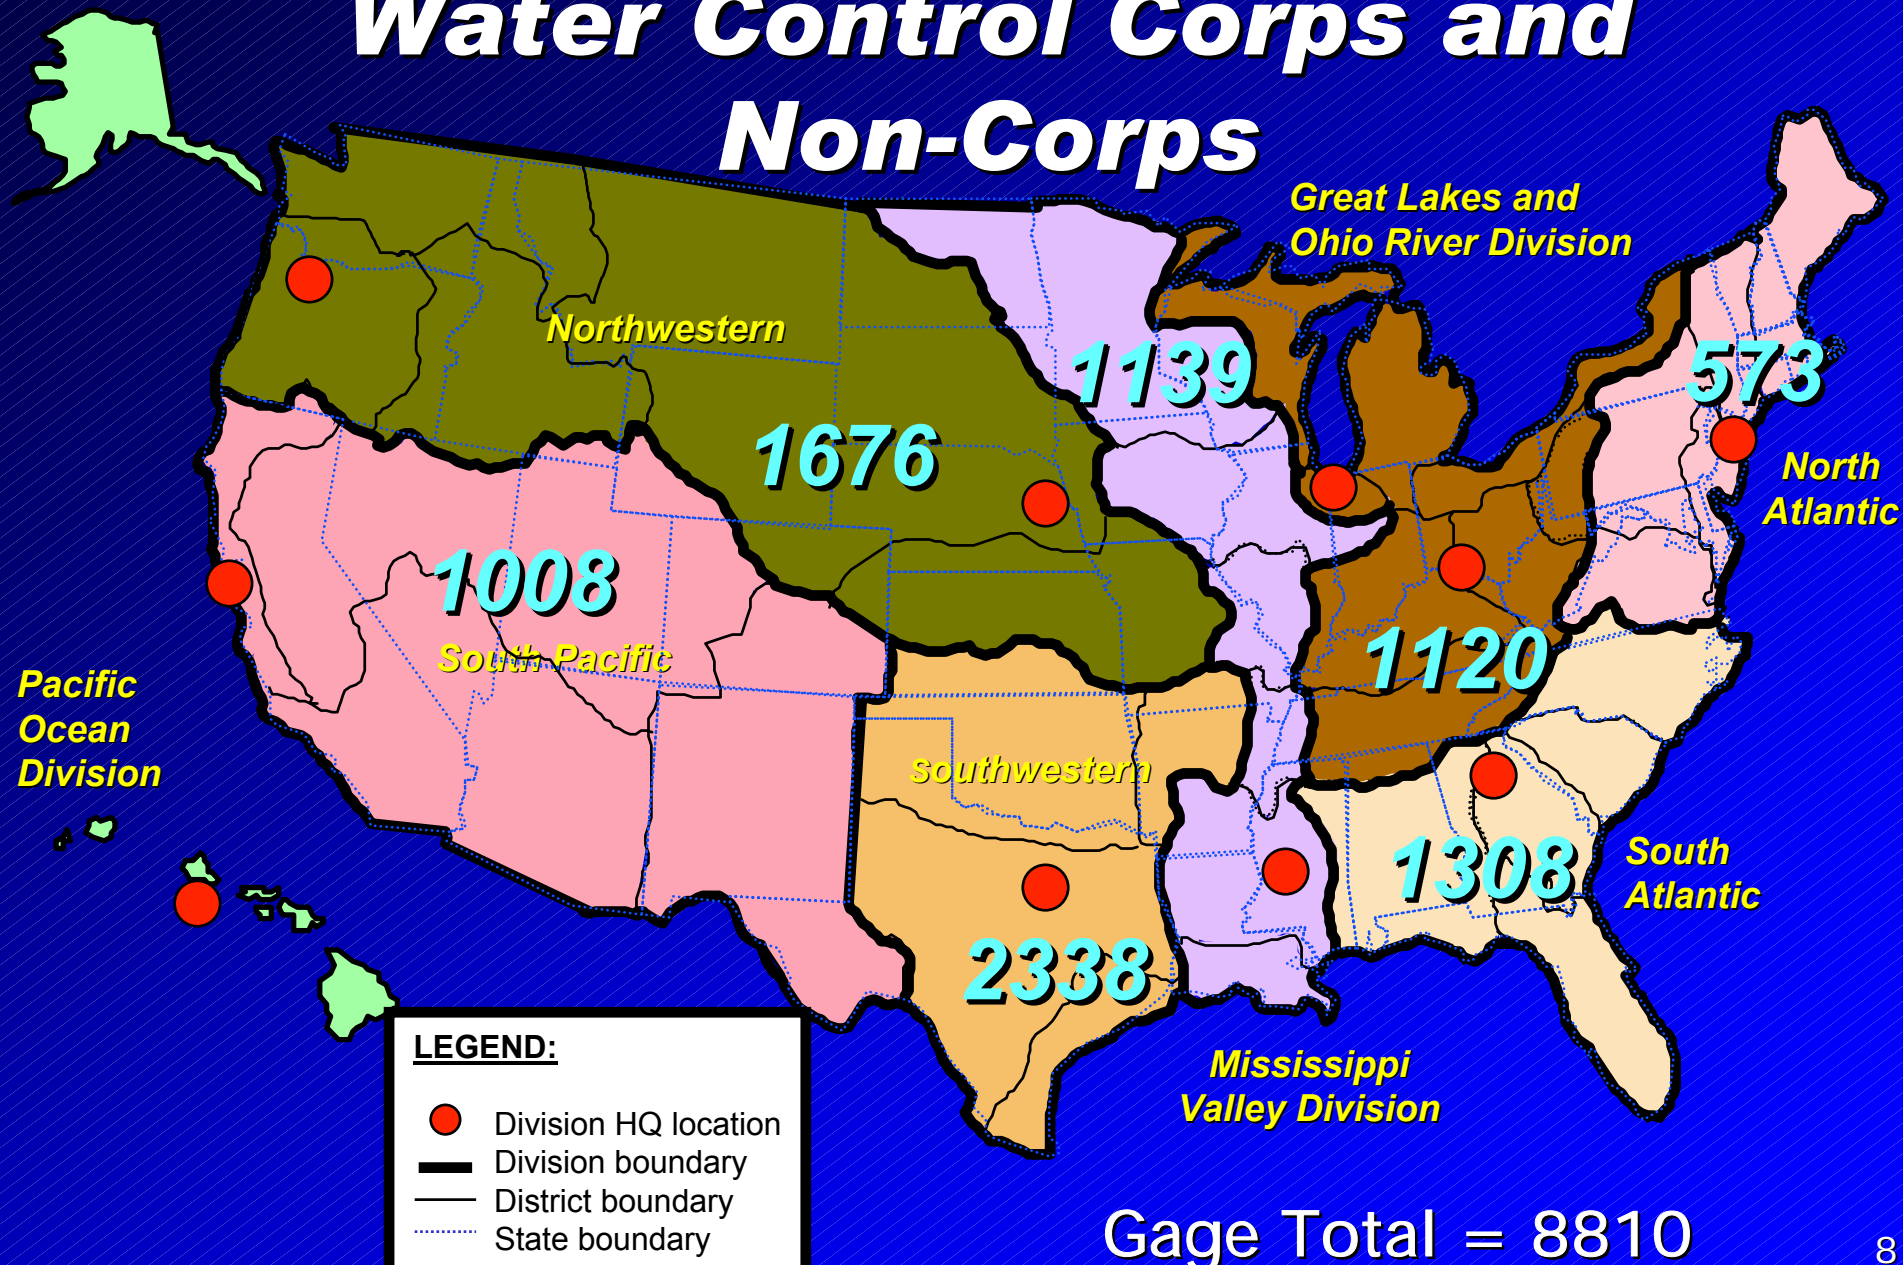 Water Control Corps and
Non-Corps
Great Lakes and
Ohio River Division
Northwestern
1139
573
1676
North
Atlantic
1008
South Pacific
1120
Pacific
Ocean
Division
Southwestern
1308
South
Atlantic
2338
Mississippi
Valley Division
LEGEND:
Division HQ location
Division boundary
District boundary
State boundary
Gage Total = 8810
8